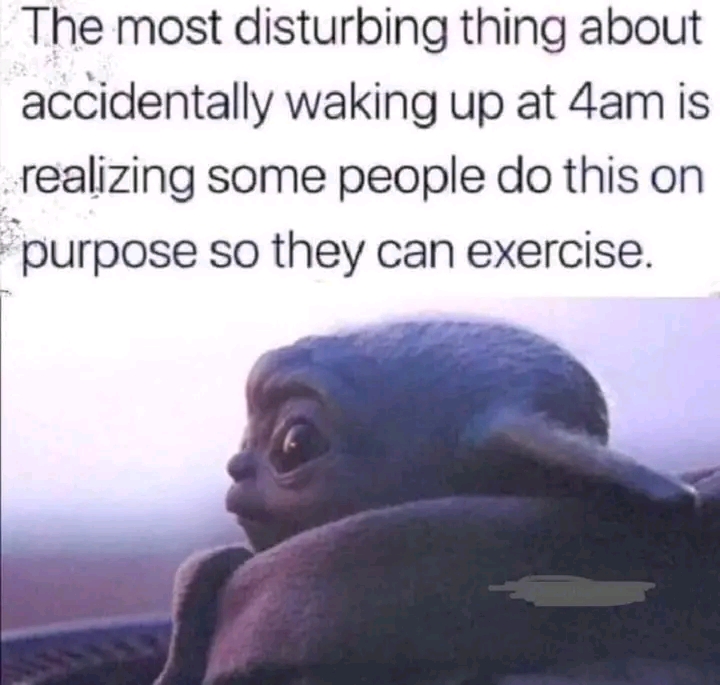 The most disturbing thing about
accidentally waking up at 4am is
realizing some people do this on
purpose so they can exercise.